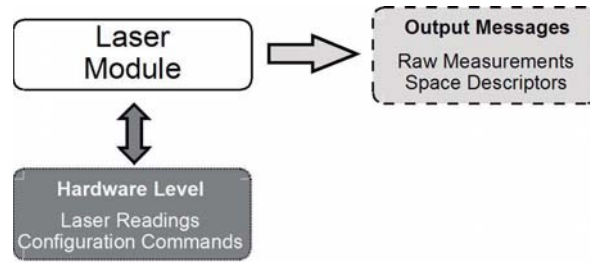 Laser
Module
Output Messages
Raw Measurements
Space Descriptors
Hardware Level
Laser Readings
Configuration Commands